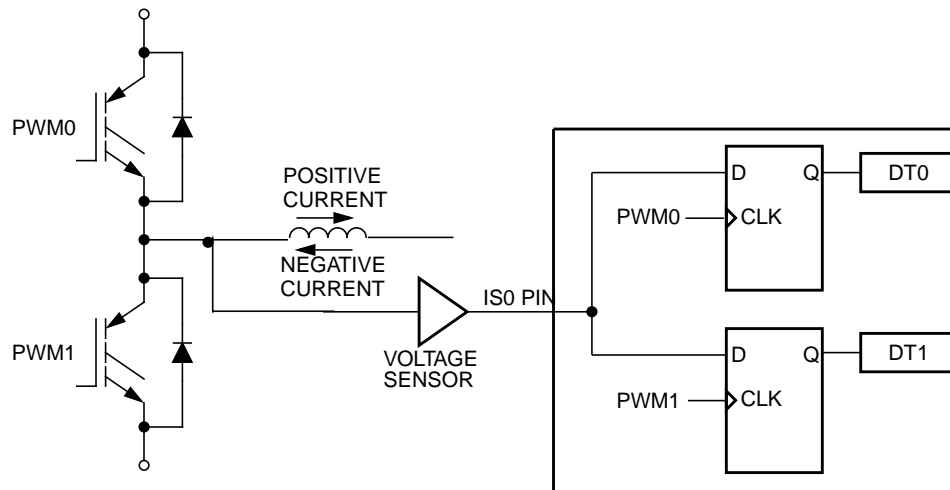 PWM0
POSITIVE
CURRENT
NEGATIVE
CURRENT
PWM1
VOLTAGE
SENSOR
IS0 PIN
D
Q
DT0
PWM0
CLK
D
Q
DT1
PWM1
CLK